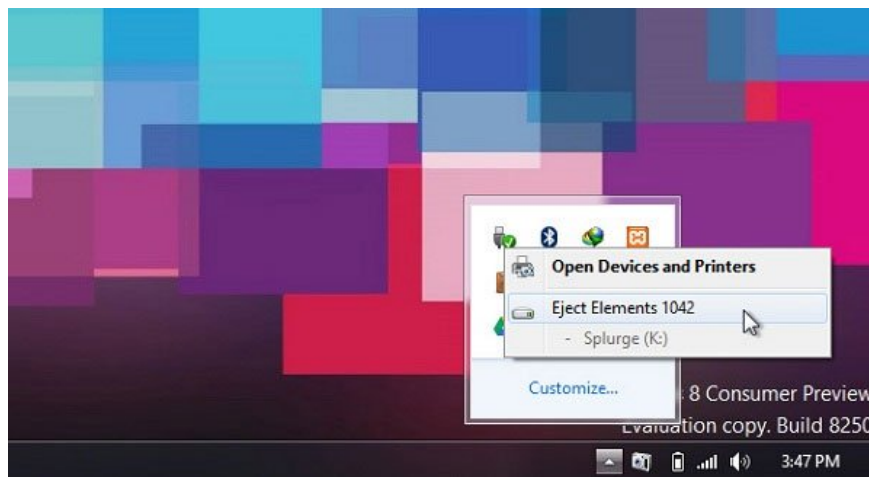 Open Devices and Printers
Eject Elements 1042
- Splurge (K:)
Customize...
8 Consumer Preview
Evaluation copy. Build 8250
3:47 PM